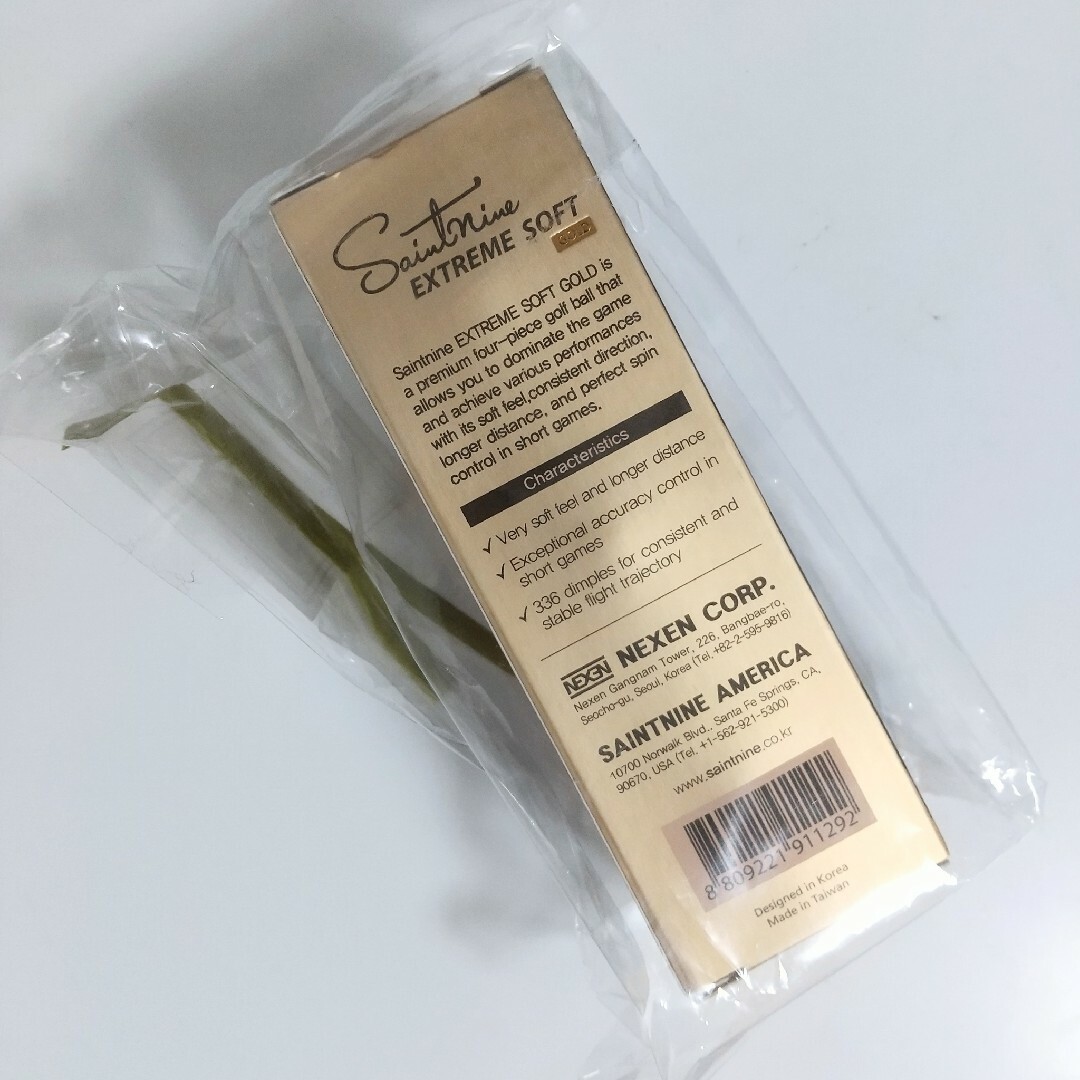 Saintnine
EXTREME SOFT
GOLD
Saintnine EXTREME SOFT GOLD is
a premium four-piece golf ball that
allows you to dominate the game
and achieve various performances
with its soft feel,consistent direction,
longer distance, and perfect spin
control in short games.
Characteristics
✓ Very soft feel and longer distance
✓ Exceptional accuracy control in
short games
✓ 336 dimples for consistent and
stable flight trajectory
NEXEN NEXEN CORP.
Nexen Gangnam Tower, 226, Bangbae-ro,
Seocho-gu, Seoul, Korea (Tel. +82-2-595-9816)
SAINTNINE AMERICA
10700 Norwalk Blvd., Santa Fe Springs, CA,
90670, USA (Tel. +1-562-921-5300)
www.saintnine.co.kr
8 809221 911292
Designed in Korea
Made in Taiwan